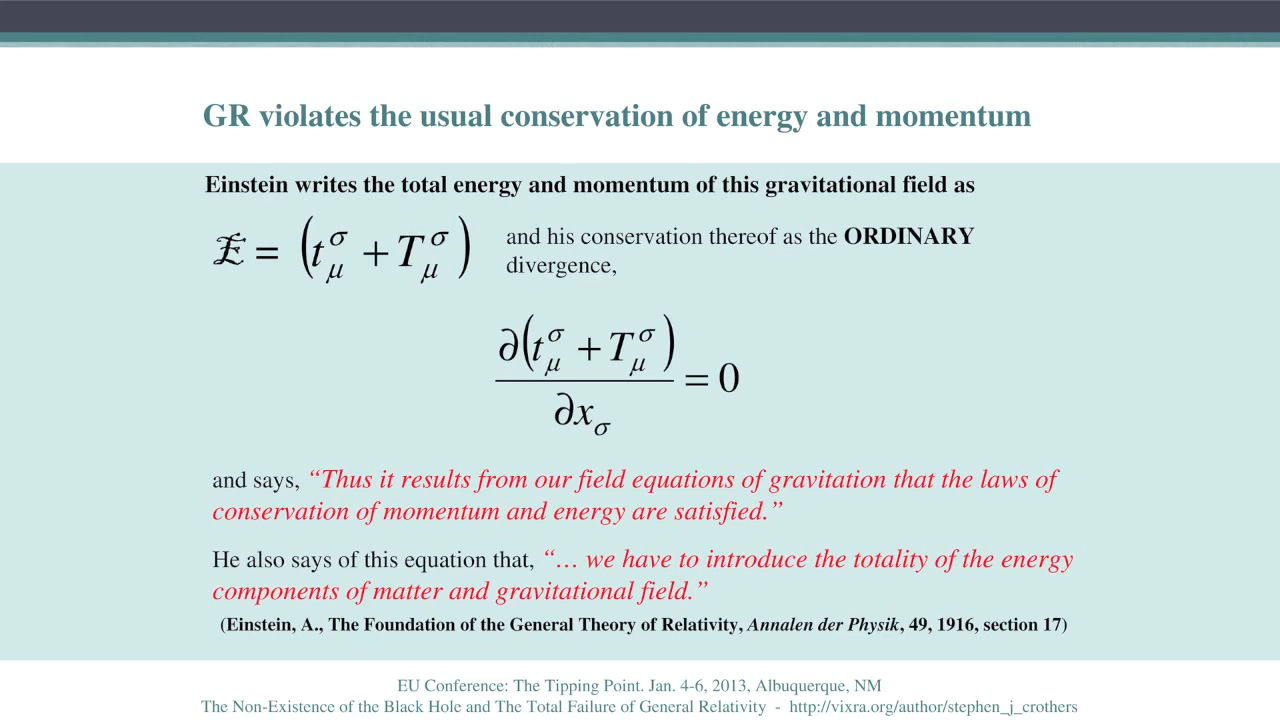 GR violates the usual conservation of energy and momentum
Einstein writes the total energy and momentum of this gravitational field as
ℰ = (t^σ_μ + T^σ_μ)
and his conservation thereof as the ORDINARY
divergence,
∂(t^σ_μ + T^σ_μ) / ∂x_σ = 0
and says, “Thus it results from our field equations of gravitation that the laws of
conservation of momentum and energy are satisfied.”
He also says of this equation that, “… we have to introduce the totality of the energy
components of matter and gravitational field.”
(Einstein, A., The Foundation of the General Theory of Relativity, Annalen der Physik, 49, 1916, section 17)
EU Conference: The Tipping Point. Jan. 4-6, 2013, Albuquerque, NM
The Non-Existence of the Black Hole and The Total Failure of General Relativity - http://vixra.org/author/stephen_j_crothers